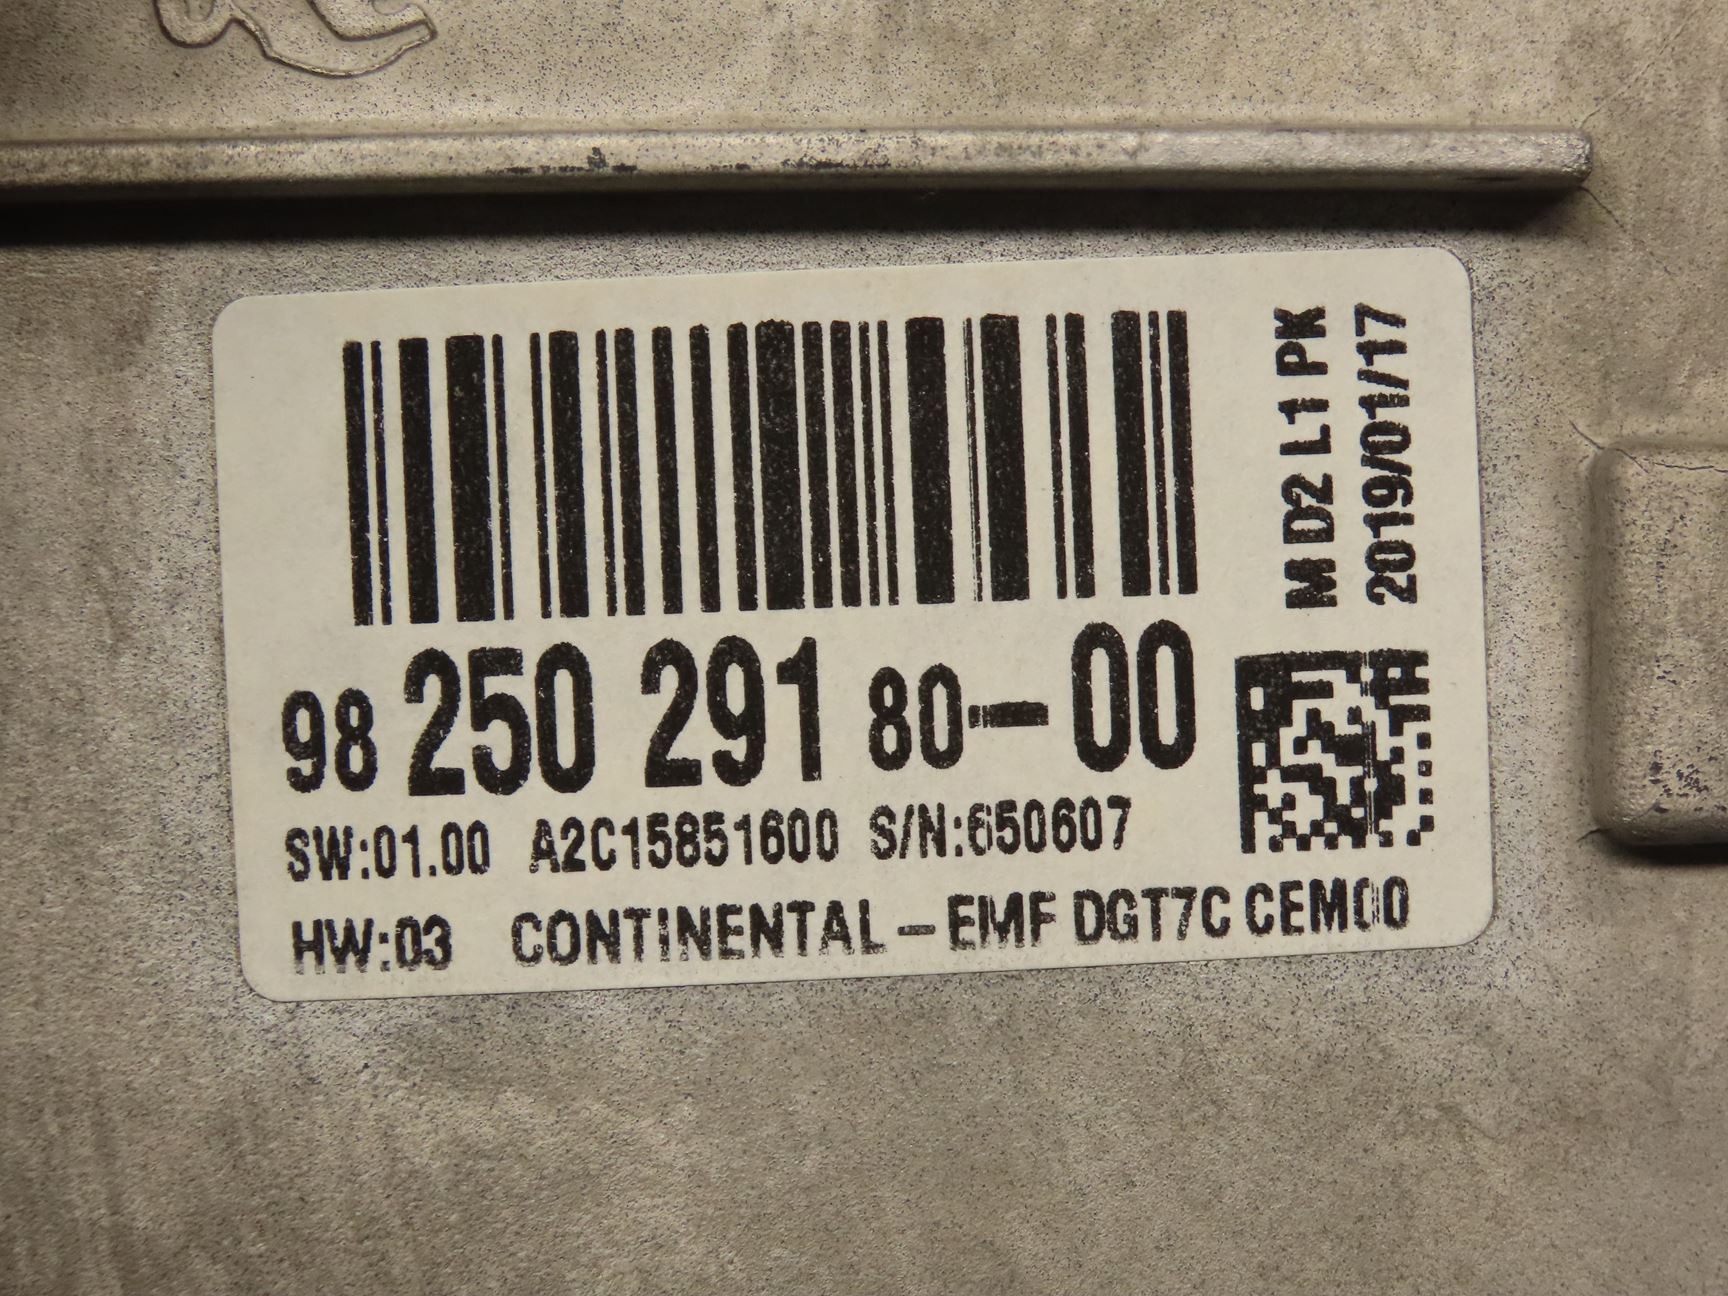 98 250 291 80-00
SW:01.00 A2C15851600 S/N:650607
HW:03 CONTINENTAL-EMF DGT7C CEM00
M D2 L1 PK
2019/01/17